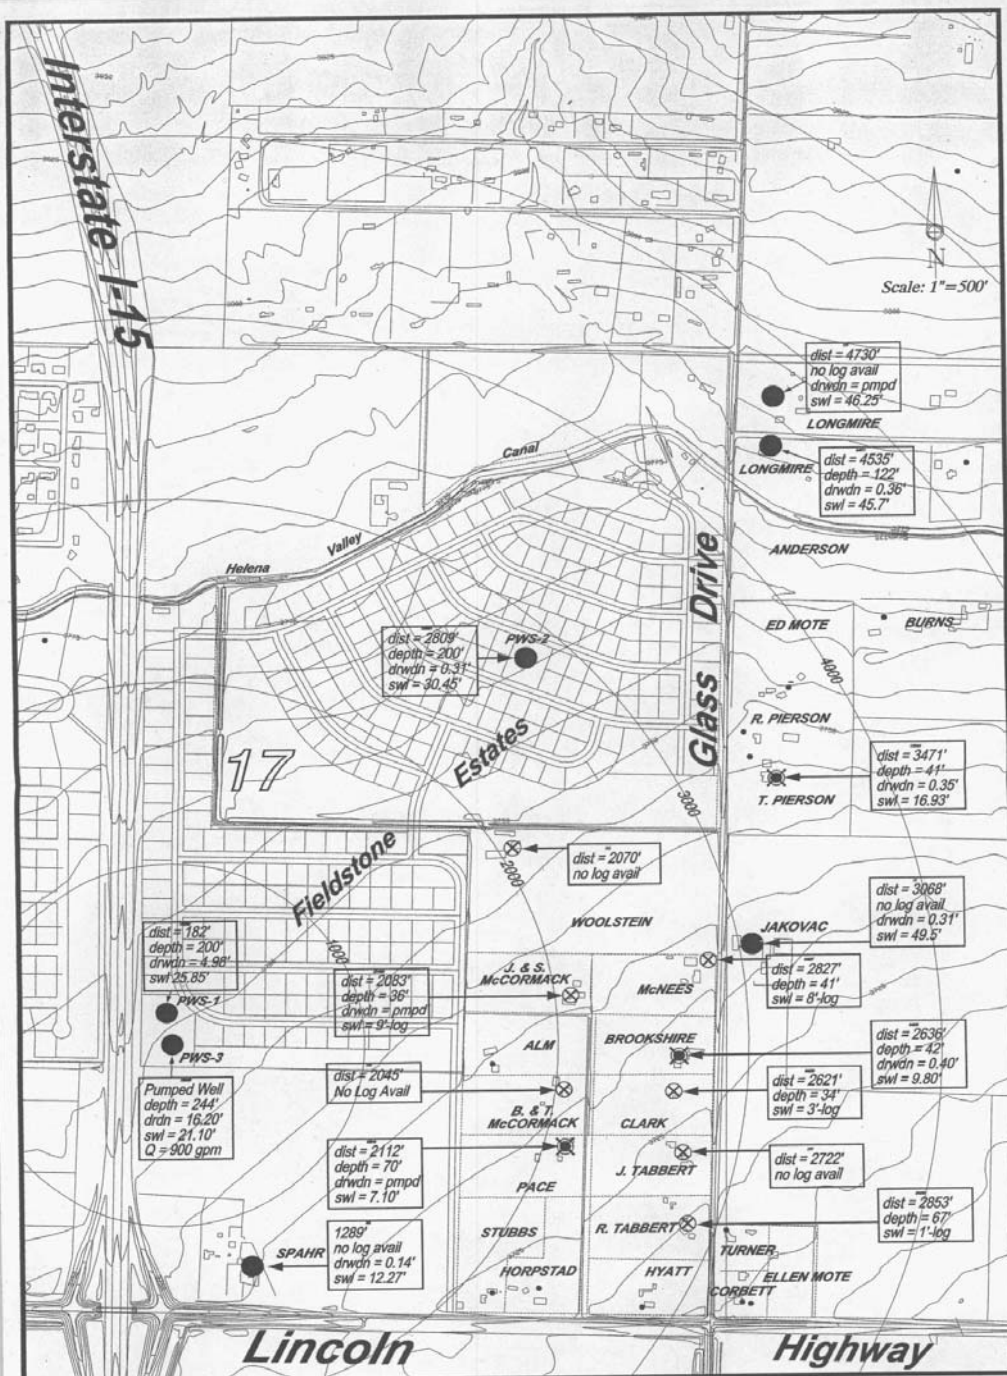 Interstate I-15
N
Scale: 1"=500'
dist = 4730'
no log avail
drwdn = pmpd
swl = 46.25'
LONGMIRE
LONGMIRE
dist = 4535'
depth = 122'
drwdn = 0.36'
swl = 45.7'
Canal
Valley
Helena
ANDERSON
Glass Drive
ED MOTE
BURNS
dist = 2809'
depth = 200'
drwdn = 0.31'
swl = 30.45'
PWS-2
4000
R. PIERSON
17
Estates
dist = 3471'
depth = 41'
drwdn = 0.35'
swl = 16.93'
T. PIERSON
3000
Fieldstone
2000
dist = 2070'
no log avail
WOOLSTEIN
dist = 3068'
no log avail
drwdn = 0.31'
swl = 49.5'
JAKOVAC
1000
dist = 182'
depth = 200'
drwdn = 4.98'
swl 25.85'
PWS-1
dist = 2083'
depth = 36'
drwdn = pmpd
swl = 9'-log
J. & S.
McCORMACK
McNEES
dist = 2827'
depth = 41'
swl = 8'-log
PWS-3
ALM
BROOKSHIRE
dist = 2636'
depth = 42'
drwdn = 0.40'
swl = 9.80'
Pumped Well
depth = 244'
drdn = 16.20'
swl = 21.10'
Q = 900 gpm
dist = 2045'
No Log Avail
dist = 2621'
depth = 34'
swl = 3'-log
B. & T.
McCORMACK
CLARK
dist = 2112'
depth = 70'
drwdn = pmpd
swl = 7.10'
PACE
J. TABBERT
dist = 2722'
no log avail
dist = 2853'
depth = 67'
swl = 1'-log
STUBBS
R. TABBERT
1289'
no log avail
drwdn = 0.14'
swl = 12.27'
SPAHR
TURNER
HORPSTAD
HYATT
ELLEN MOTE
CORBETT
Lincoln Highway